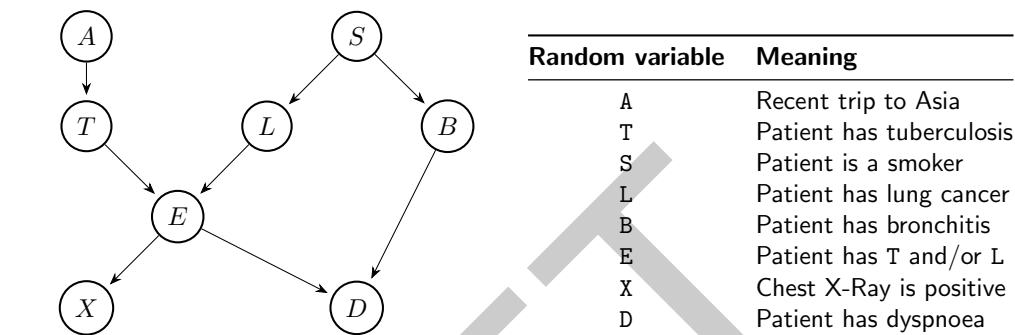 A
S
T
L
B
E
X
D
Random variable Meaning
A Recent trip to Asia
T Patient has tuberculosis
S Patient is a smoker
L Patient has lung cancer
B Patient has bronchitis
E Patient has T and/or L
X Chest X-Ray is positive
D Patient has dyspnoea